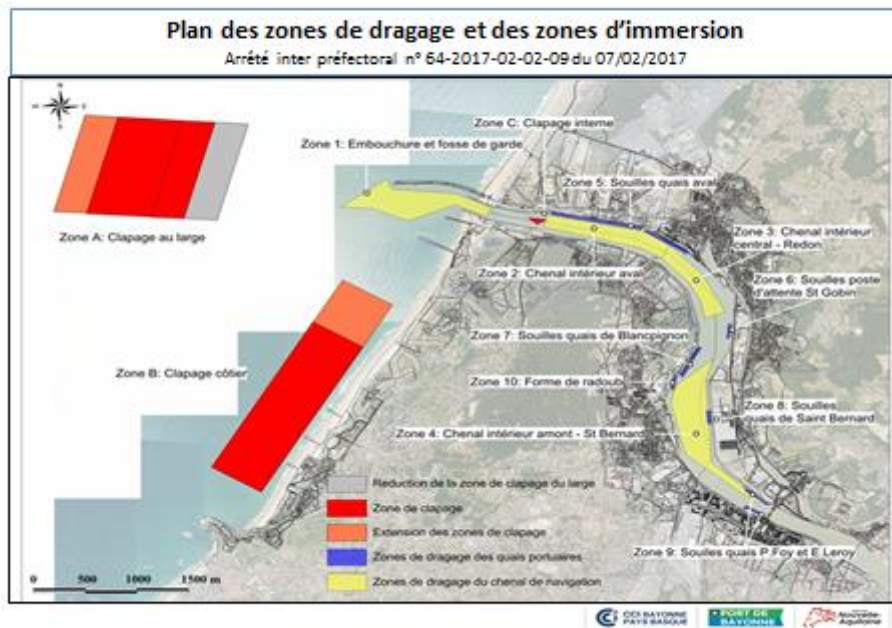 Plan des zones de dragage et des zones d'immersion
Arrêté inter préfectoral n° 64-2017-02-02-09 du 07/02/2017
Zone C: Clapage interne
Zone 1: Embouchure et fosse de garde
Zone 5: Souilles quais aval
Zone 3: Chenal intérieur
central - Redon
Zone A: Clapage au large
Zone 2: Chenal intérieur aval
Zone 6: Souilles poste
d'attente St Gobin
Zone 7: Souilles quais de Blancpignon
Zone B: Clapage côtier
Zone 10: Forme de radoub
Zone 8: Souilles
quais de Saint Bernard
Zone 4: Chenal intérieur amont - St Bernard
Réduction de la zone de clapage du large
Zone de clapage
Extension des zones de clapage
Zones de dragage des quais portuaires
Zone 9: Soulles quais P.Foy et E.Leroy
Zones de dragage du chenal de navigation
0 500 1000 1500 m
CCI BAYONNE
PAYS BASQUE
PORT DE
BAYONNE
Nouvelle-
Aquitaine